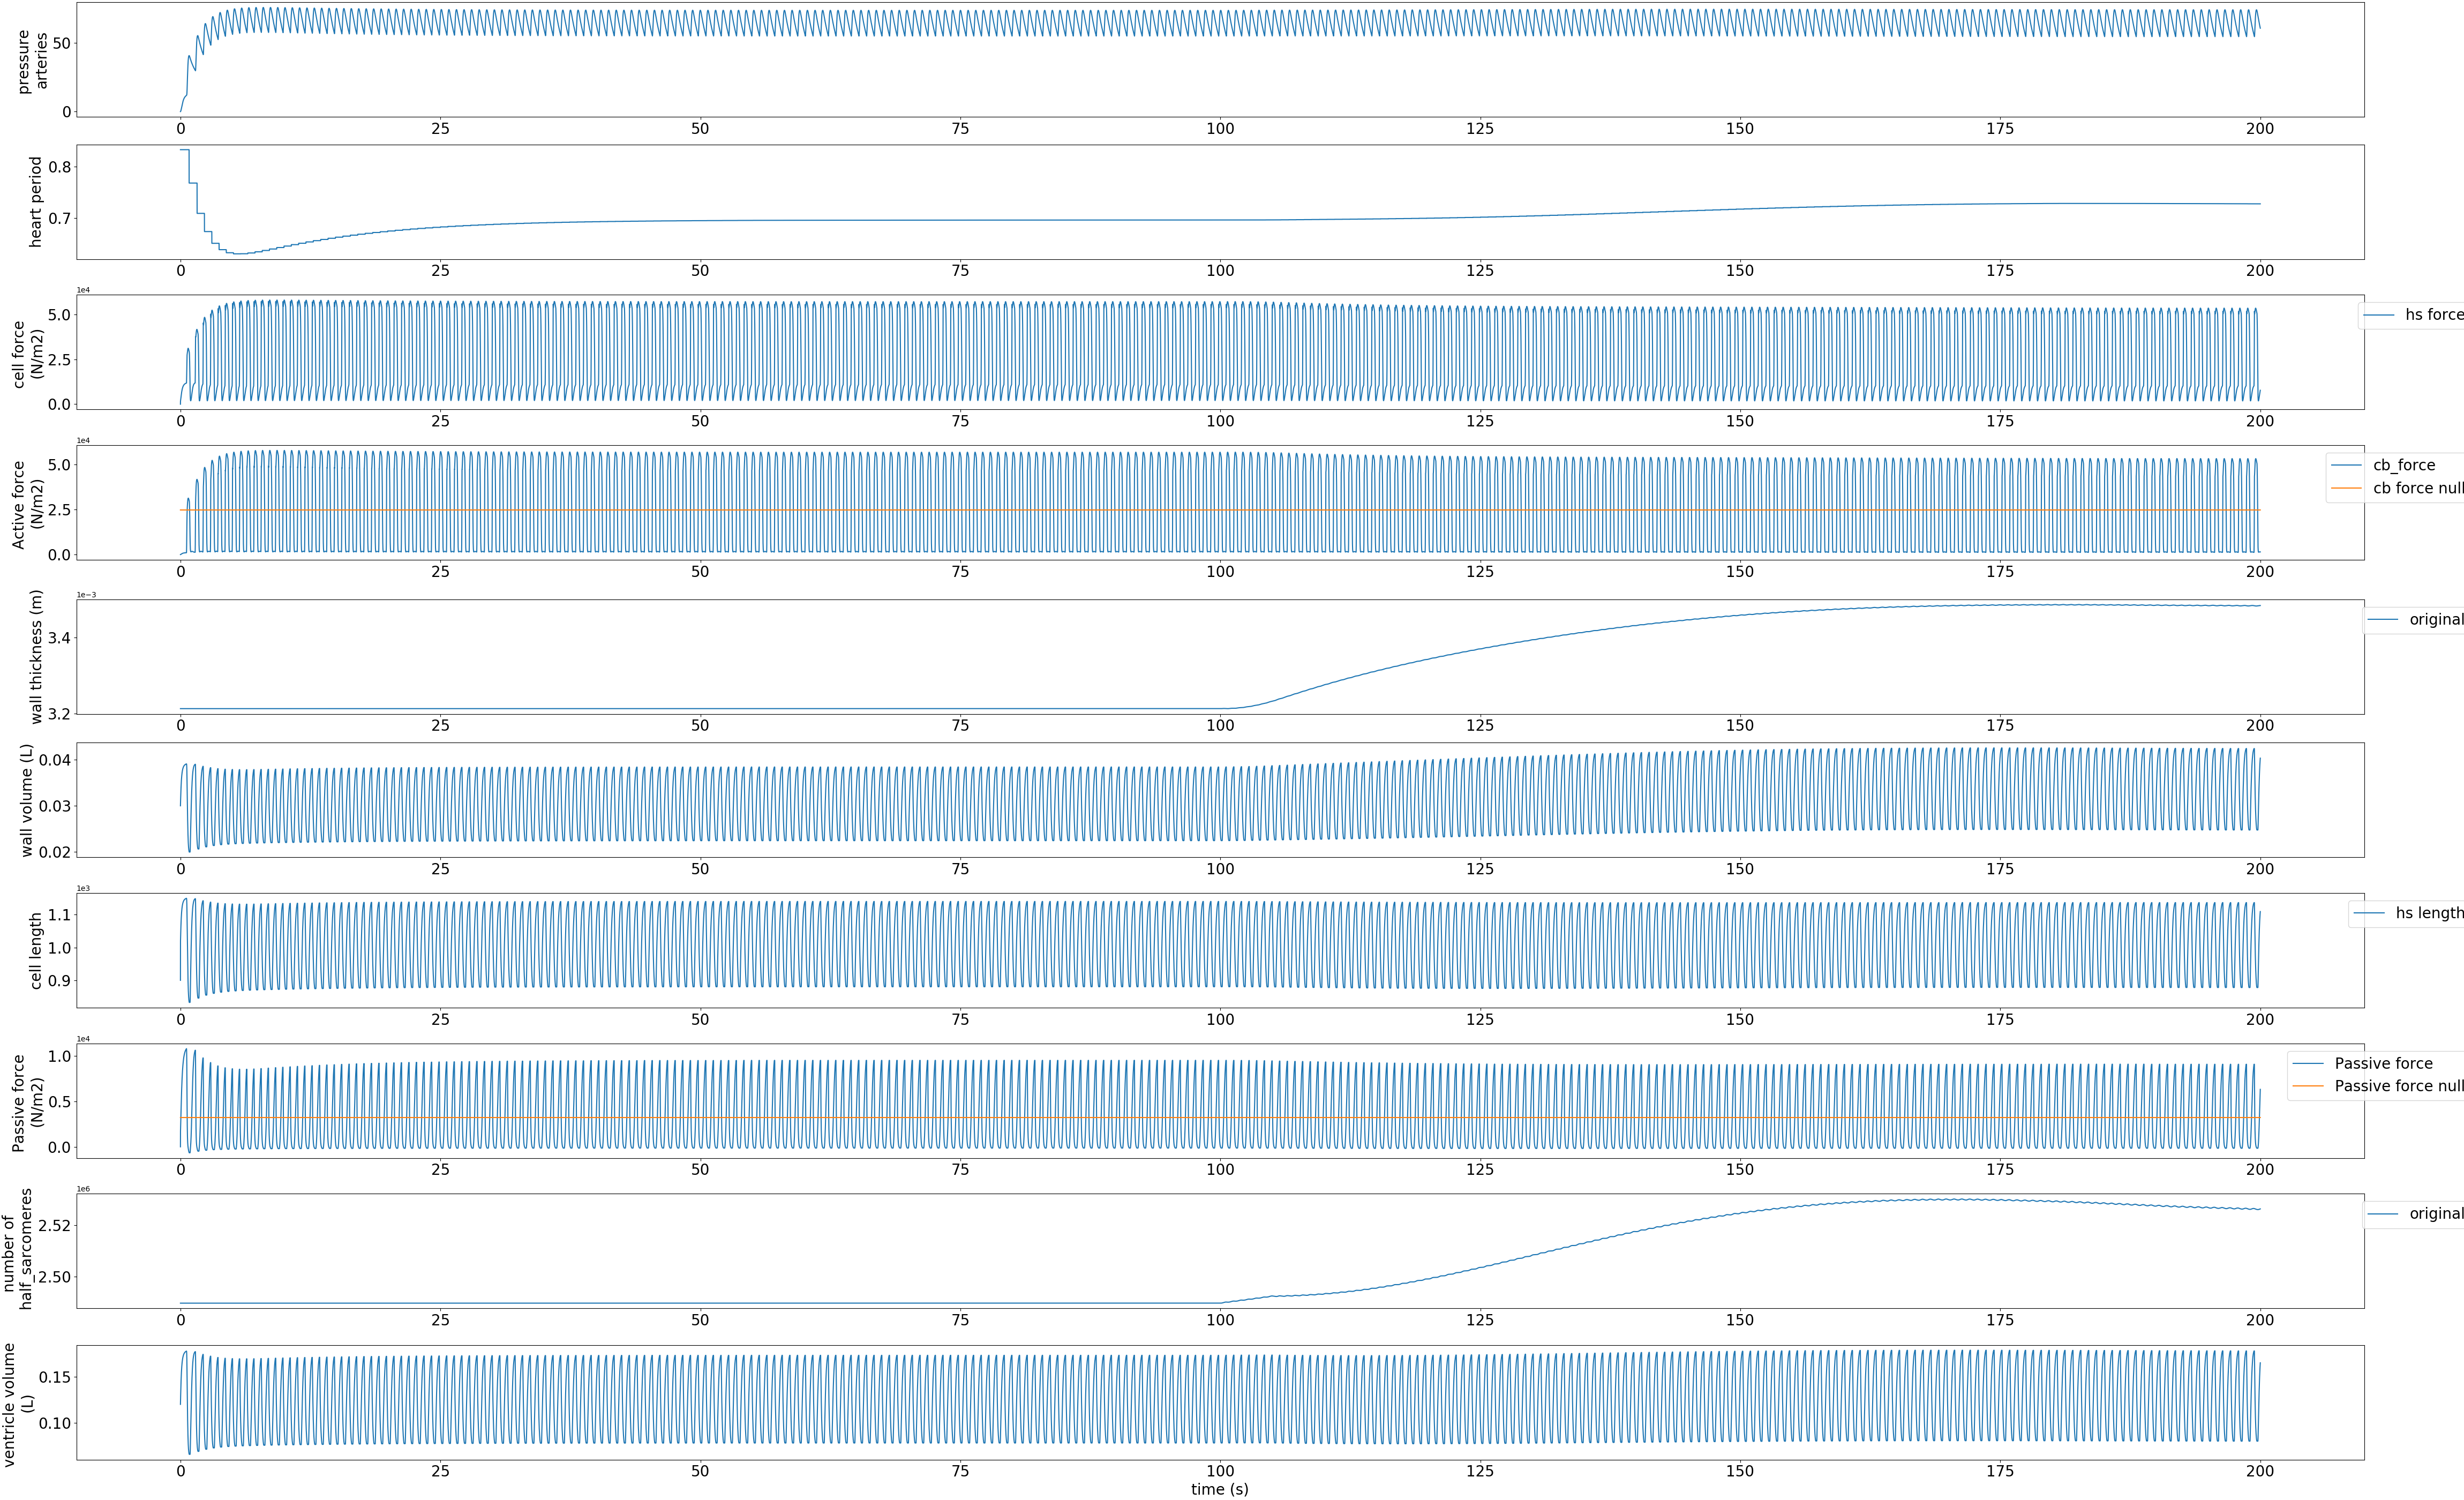 pressure
arteries
50
0
0 25 50 75 100 125 150 175 200
heart period
0.8
0.7
0 25 50 75 100 125 150 175 200
1e4
cell force
(N/m2)
5.0
2.5
0.0
hs force
0 25 50 75 100 125 150 175 200
1e4
Active force
(N/m2)
5.0
2.5
0.0
cb_force
cb force null
0 25 50 75 100 125 150 175 200
1e−3
wall thickness (m)
3.4
3.2
original
0 25 50 75 100 125 150 175 200
wall volume (L)
0.04
0.03
0.02
0 25 50 75 100 125 150 175 200
1e3
cell length
1.1
1.0
0.9
hs length
0 25 50 75 100 125 150 175 200
1e4
Passive force
(N/m2)
1.0
0.5
0.0
Passive force
Passive force null
0 25 50 75 100 125 150 175 200
1e6
number of
half_sarcomeres
2.52
2.50
original
0 25 50 75 100 125 150 175 200
ventricle volume
(L)
0.15
0.10
0 25 50 75 100 125 150 175 200
time (s)